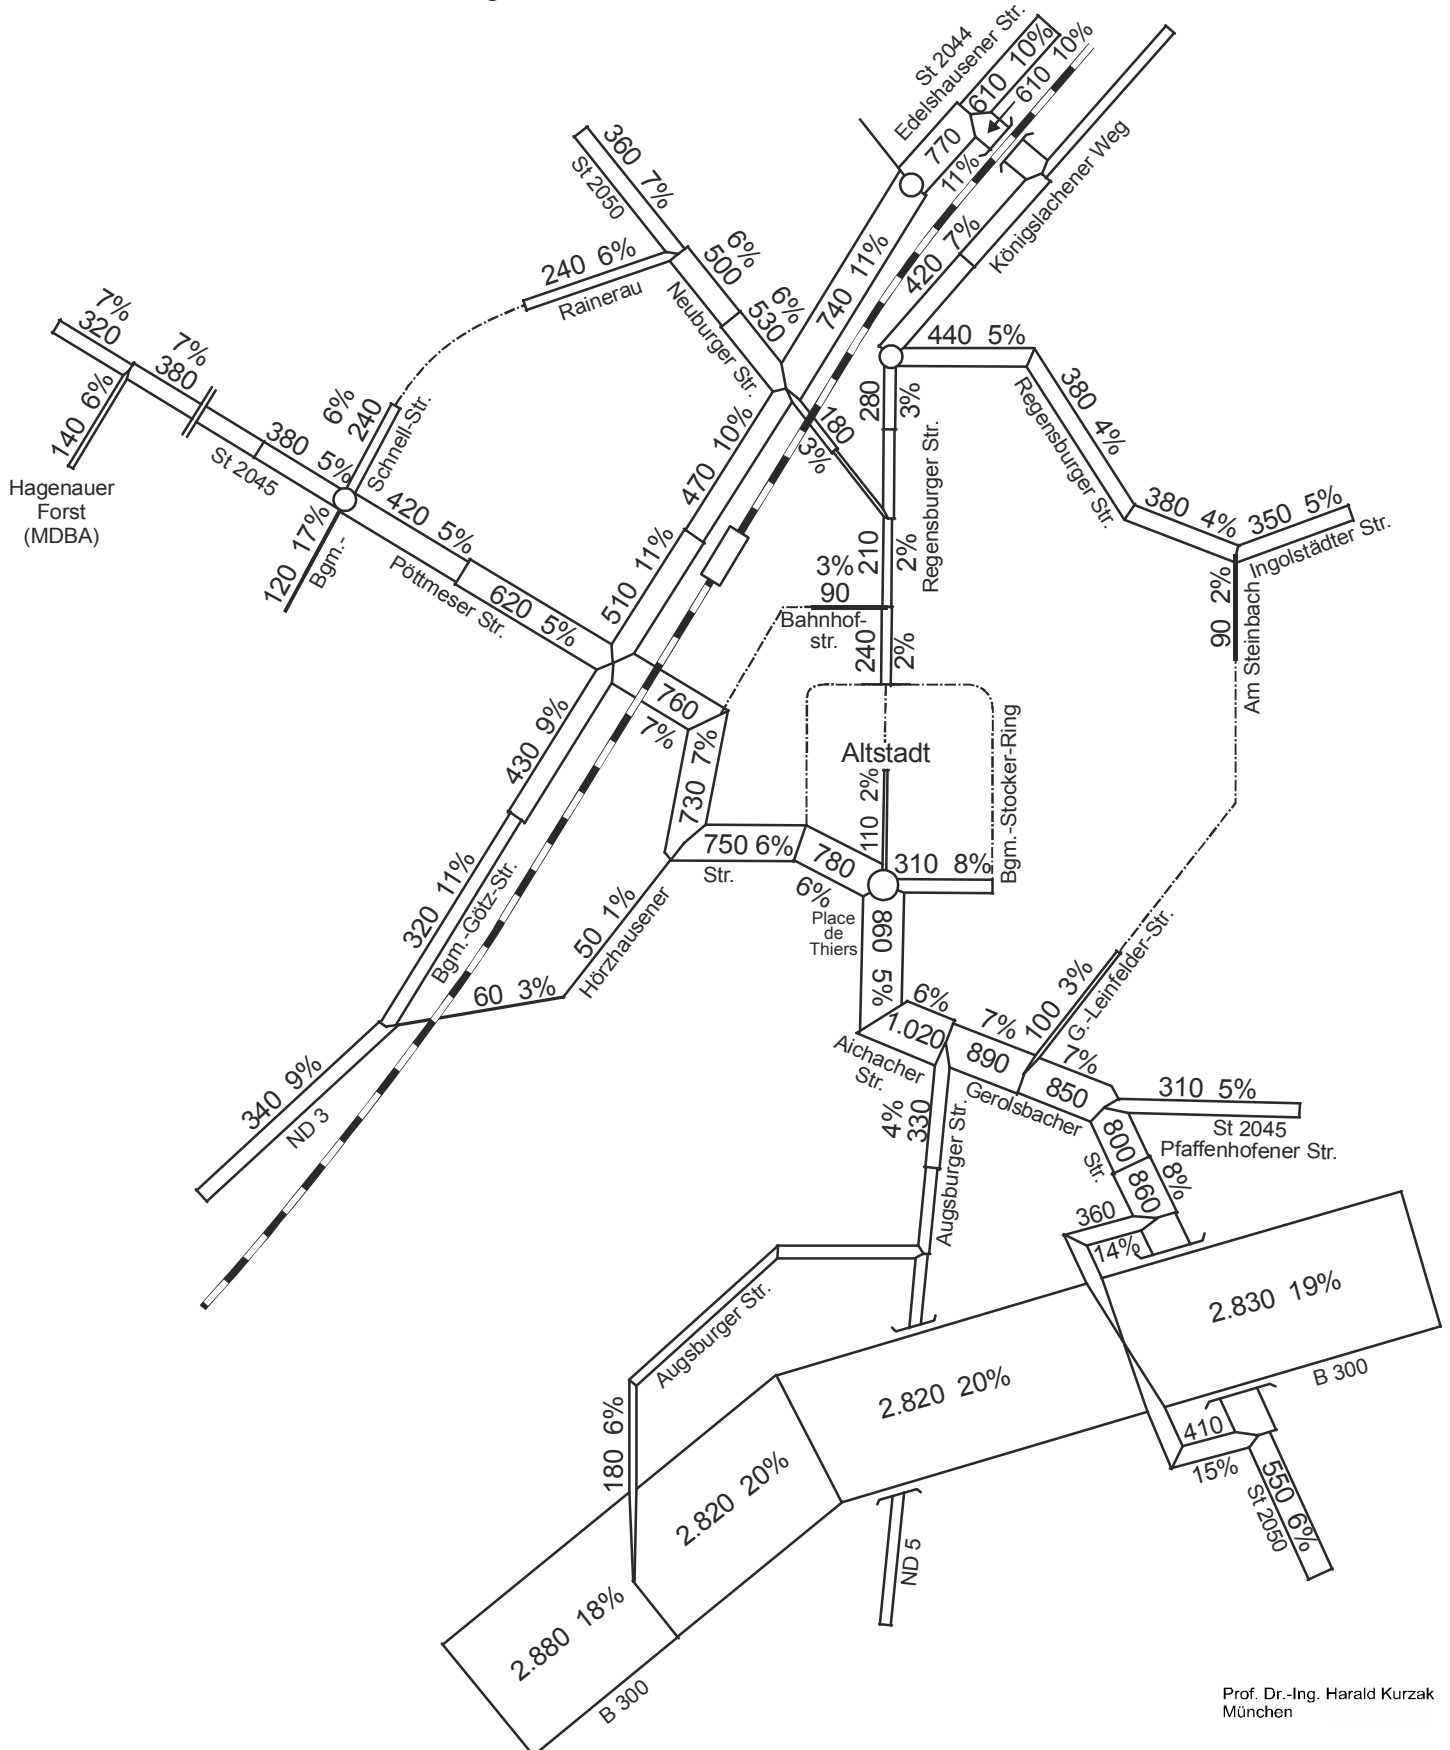 St 2044
Edelshausener Str.
610 10%
610 10%
770
11%
Königslachener Weg
360 7%
St 2050
240 6%
Rainerau
6%
500
6%
530
Neuburger Str.
740 11%
420 7%
7%
320
7%
380
140 6%
Hagenauer
Forst
(MDBA)
St 2045
380 5%
6%
240
Schnell-Str.
120 17%
Bgm.-
420 5%
Pöttmeser Str.
620 5%
470 10%
510 11%
180
3%
280
3%
Regensburger Str.
440 5%
380 4%
Regensburger Str.
380 4%
350 5%
Ingolstädter Str.
90 2%
Am Steinbach
210
2%
3%
90
Bahnhof-
str.
240
2%
760
7%
730 7%
430 9%
Altstadt
110 2%
Bgm.-Stocker-Ring
750 6%
Str.
780
6%
310 8%
Place
de
Thiers
860 5%
320 11%
Bgm.-Götz-Str.
50 1%
Hörzhausener
60 3%
340 9%
ND 3
6%
1.020
Aichacher
Str.
7%
890
100 3%
G.-Leinfelder-Str.
7%
850
Gerolsbacher
Str.
310 5%
St 2045
Pfaffenhofener Str.
4%
330
Augsburger Str.
800
860
8%
360
14%
2.830 19%
B 300
Augsburger Str.
180 6%
2.820 20%
2.820 20%
410
15%
550 6%
St 2050
ND 5
2.880 18%
B 300
Prof. Dr.-Ing. Harald Kurzak
München